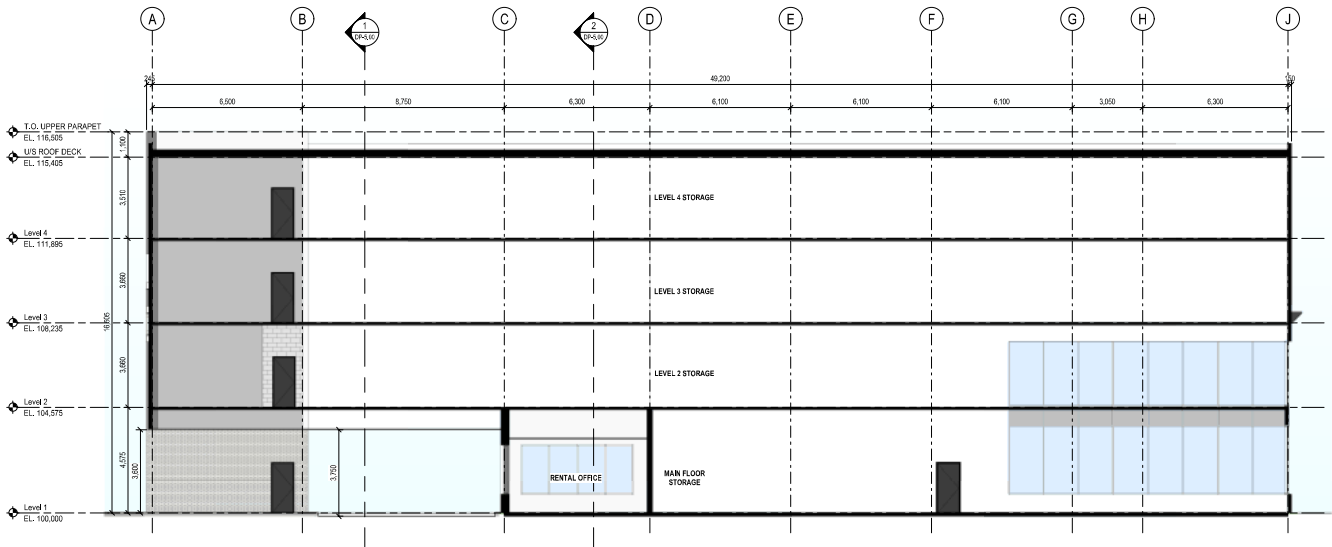 A
B
C
D
E
F
G
H
J
1
DP-5.00
2
DP-5.00
245
49,200
150
6,500
8,750
6,300
6,100
6,100
6,100
3,050
6,300
T.O. UPPER PARAPET
EL. 116,505
1,100
U/S ROOF DECK
EL. 115,405
3,510
LEVEL 4 STORAGE
Level 4
EL. 111,895
3,660
LEVEL 3 STORAGE
Level 3
EL. 108,235
3,660
LEVEL 2 STORAGE
Level 2
EL. 104,575
4,575
3,600
3,750
RENTAL OFFICE
MAIN FLOOR
STORAGE
Level 1
EL. 100,000